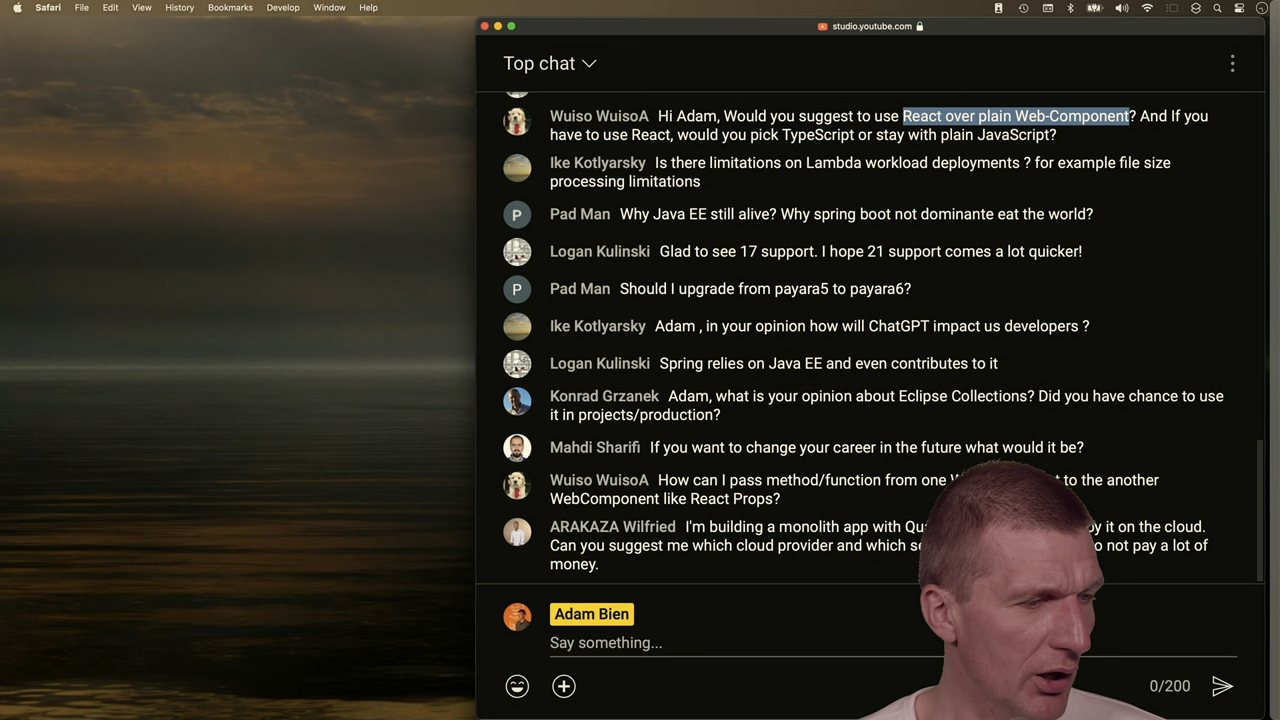 Safari File Edit View History Bookmarks Develop Window Help
studio.youtube.com
Top chat
Wuiso WuisoA Hi Adam, Would you suggest to use React over plain Web-Component? And If you
have to use React, would you pick TypeScript or stay with plain JavaScript?
Ike Kotlyarsky Is there limitations on Lambda workload deployments ? for example file size
processing limitations
P Pad Man Why Java EE still alive? Why spring boot not dominante eat the world?
Logan Kulinski Glad to see 17 support. I hope 21 support comes a lot quicker!
P Pad Man Should I upgrade from payara5 to payara6?
Ike Kotlyarsky Adam , in your opinion how will ChatGPT impact us developers ?
Logan Kulinski Spring relies on Java EE and even contributes to it
Konrad Grzanek Adam, what is your opinion about Eclipse Collections? Did you have chance to use
it in projects/production?
Mahdi Sharifi If you want to change your career in the future what would it be?
Wuiso WuisoA How can I pass method/function from one to the another
WebComponent like React Props?
ARAKAZA Wilfried I'm building a monolith app with it on the cloud.
Can you suggest me which cloud provider and which not pay a lot of
money.
Adam Bien
Say something...
0/200